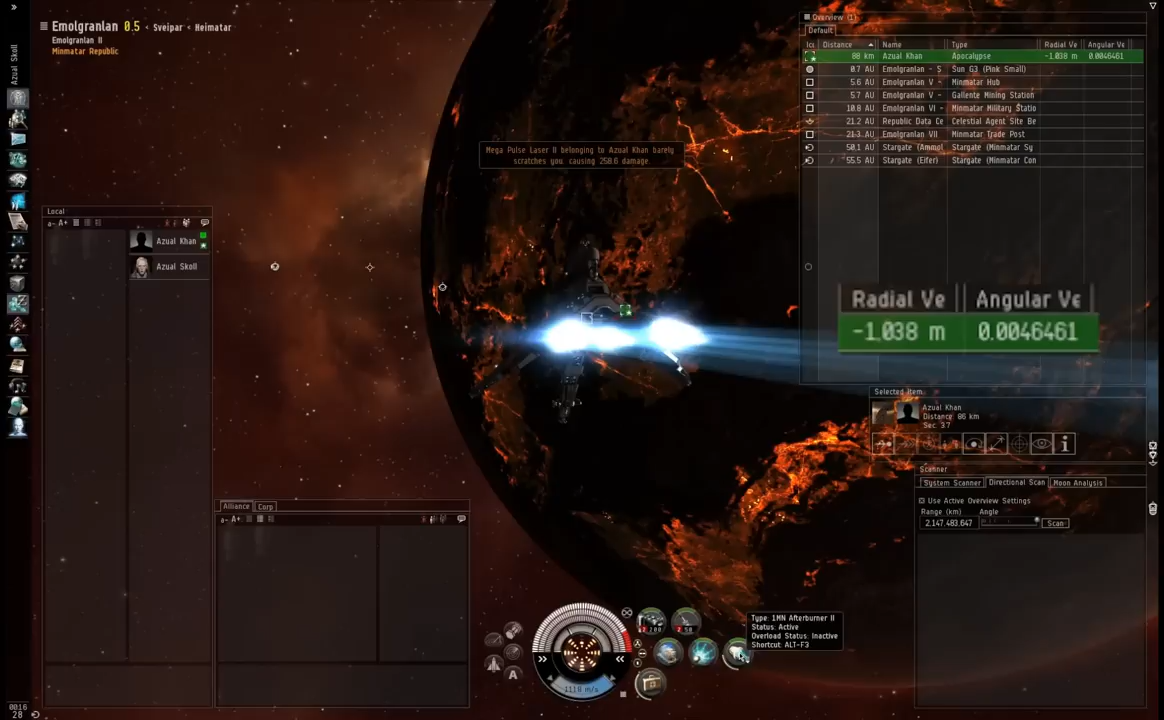 Emolgranlan 0.5 < Sveipar < Heimatar
Emolgranlan II
Minmatar Republic
Azual Skoll
Overview (1)
Default
Distance Name Type Radial Ve Angular Ve
88 km Azual Khan Apocalypse -1.038 m 0.0046461
0.7 AU Emolgranlan - S Sun G3 (Pink Small)
5.6 AU Emolgranlan V - Minmatar Hub
5.7 AU Emolgranlan V - Gallente Mining Station
10.8 AU Emolgranlan VI - Minmatar Military Statio
21.2 AU Republic Data Ce Celestial Agent Site Be
21.3 AU Emolgranlan VII Minmatar Trade Post
50.1 AU Stargate (Ammol Stargate (Minmatar Sy
55.5 AU Stargate (Eifer) Stargate (Minmatar Con
Mega Pulse Laser II belonging to Azual Khan barely
scratches you, causing 258.6 damage.
Local
Azual Khan
Azual Skoll
Radial Ve Angular Ve
-1.038 m 0.0046461
Selected Item
Azual Khan
Distance: 86 km
Sec: 3.7
Scanner
System Scanner Directional Scan Moon Analysis
Use Active Overview Settings
Range (km) Angle
2.147.483.647 Scan
Alliance Corp
Type: 1MN Afterburner II
Status: Active
Overload Status: Inactive
Shortcut: ALT-F3
1116 m/s
0016
28